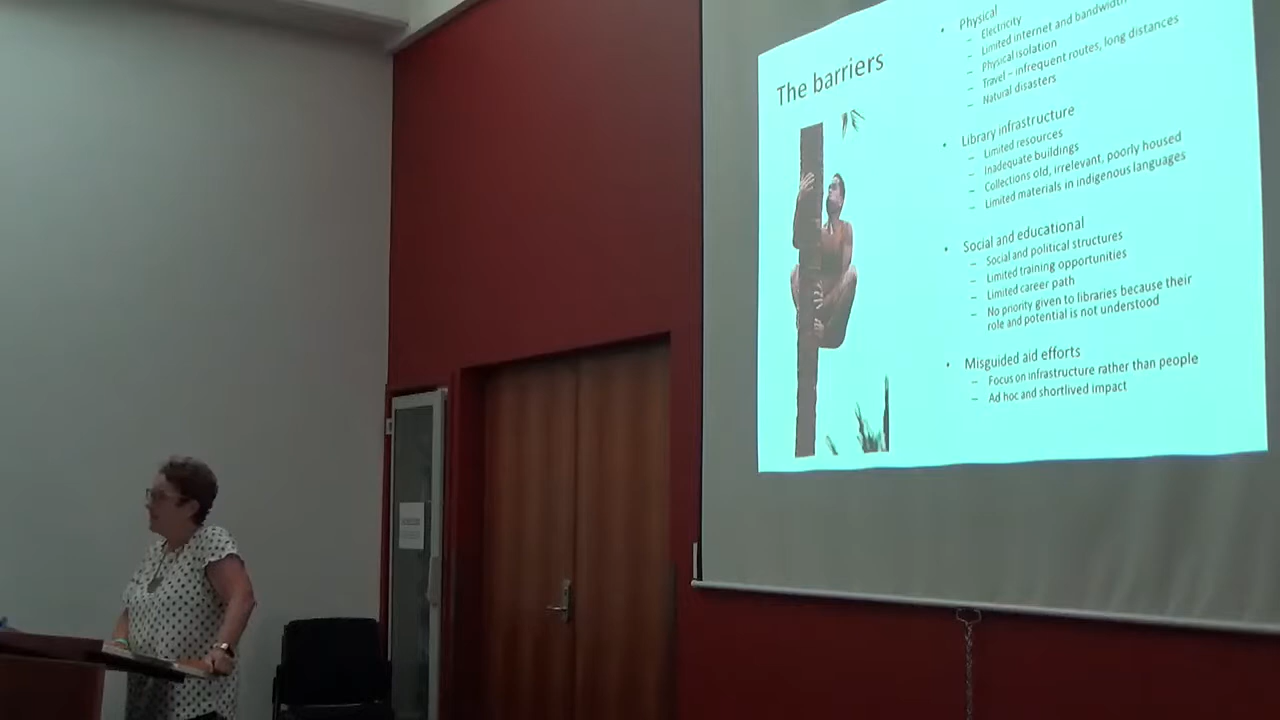 The barriers
• Physical
– Electricity
– Limited internet and bandwidth
– Physical isolation
– Travel – infrequent routes, long distances
– Natural disasters
• Library infrastructure
– Limited resources
– Inadequate buildings
– Collections old, irrelevant, poorly housed
– Limited materials in indigenous languages
• Social and educational
– Social and political structures
– Limited training opportunities
– Limited career path
– No priority given to libraries because their
role and potential is not understood
• Misguided aid efforts
– Focus on infrastructure rather than people
– Ad hoc and shortlived impact